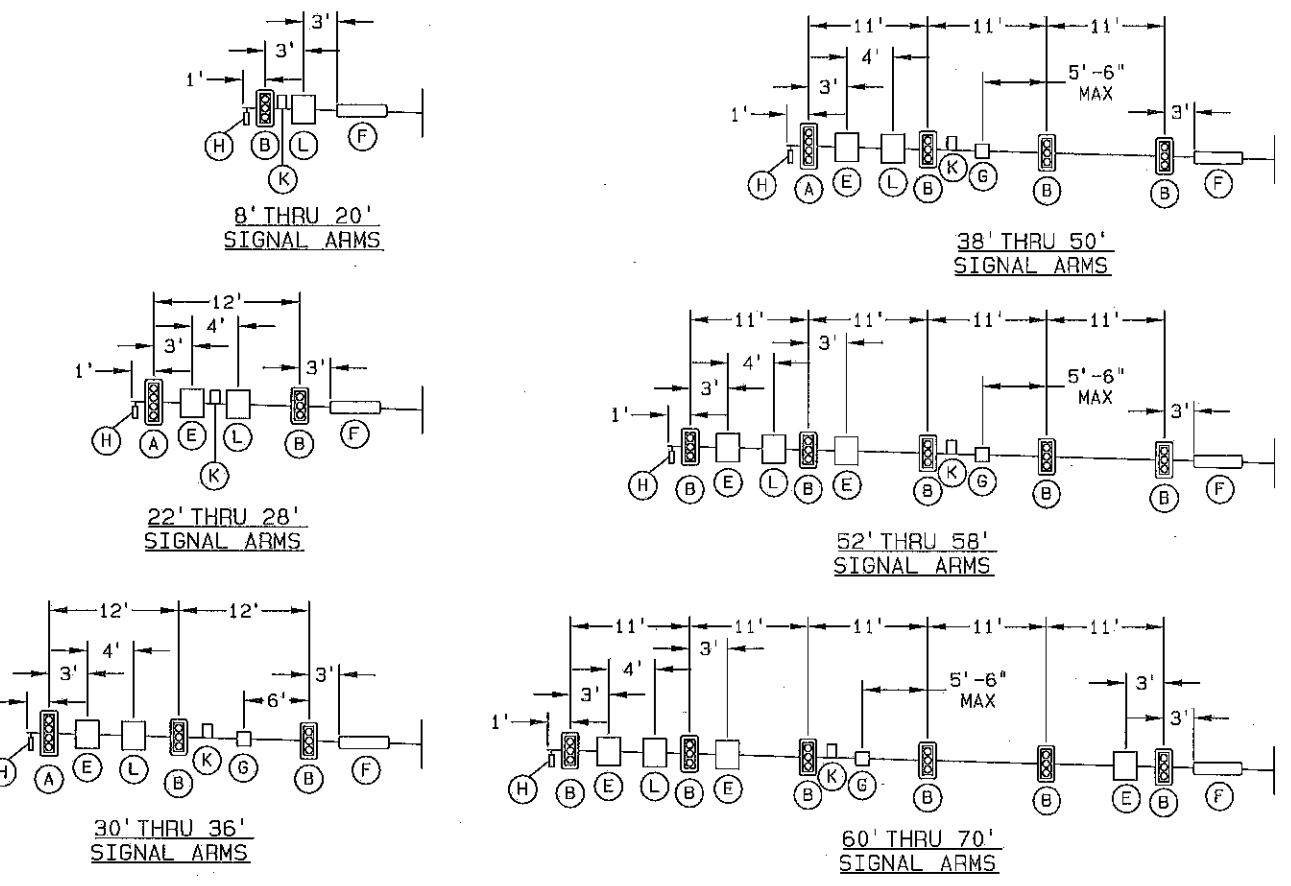 3'
3'
1'
H B L F
K
8' THRU 20'
SIGNAL ARMS
11' 11' 11'
4'
3'
5'-6"
MAX
1'
3'
H A E L B K G B B F
38' THRU 50'
SIGNAL ARMS
12'
4'
3'
3'
1'
H A E L B F
K
22' THRU 28'
SIGNAL ARMS
11' 11' 11' 11'
3'
4'
3'
5'-6"
MAX
1'
3'
H B E L B E B K G B B F
52' THRU 58'
SIGNAL ARMS
12' 12'
4'
3'
3'
6'
H A E L B K G B F
30' THRU 36'
SIGNAL ARMS
11' 11' 11' 11' 11'
3'
4'
3'
5'-6"
MAX
3'
3'
1'
H B E L B E B K G B B E B F
60' THRU 70'
SIGNAL ARMS